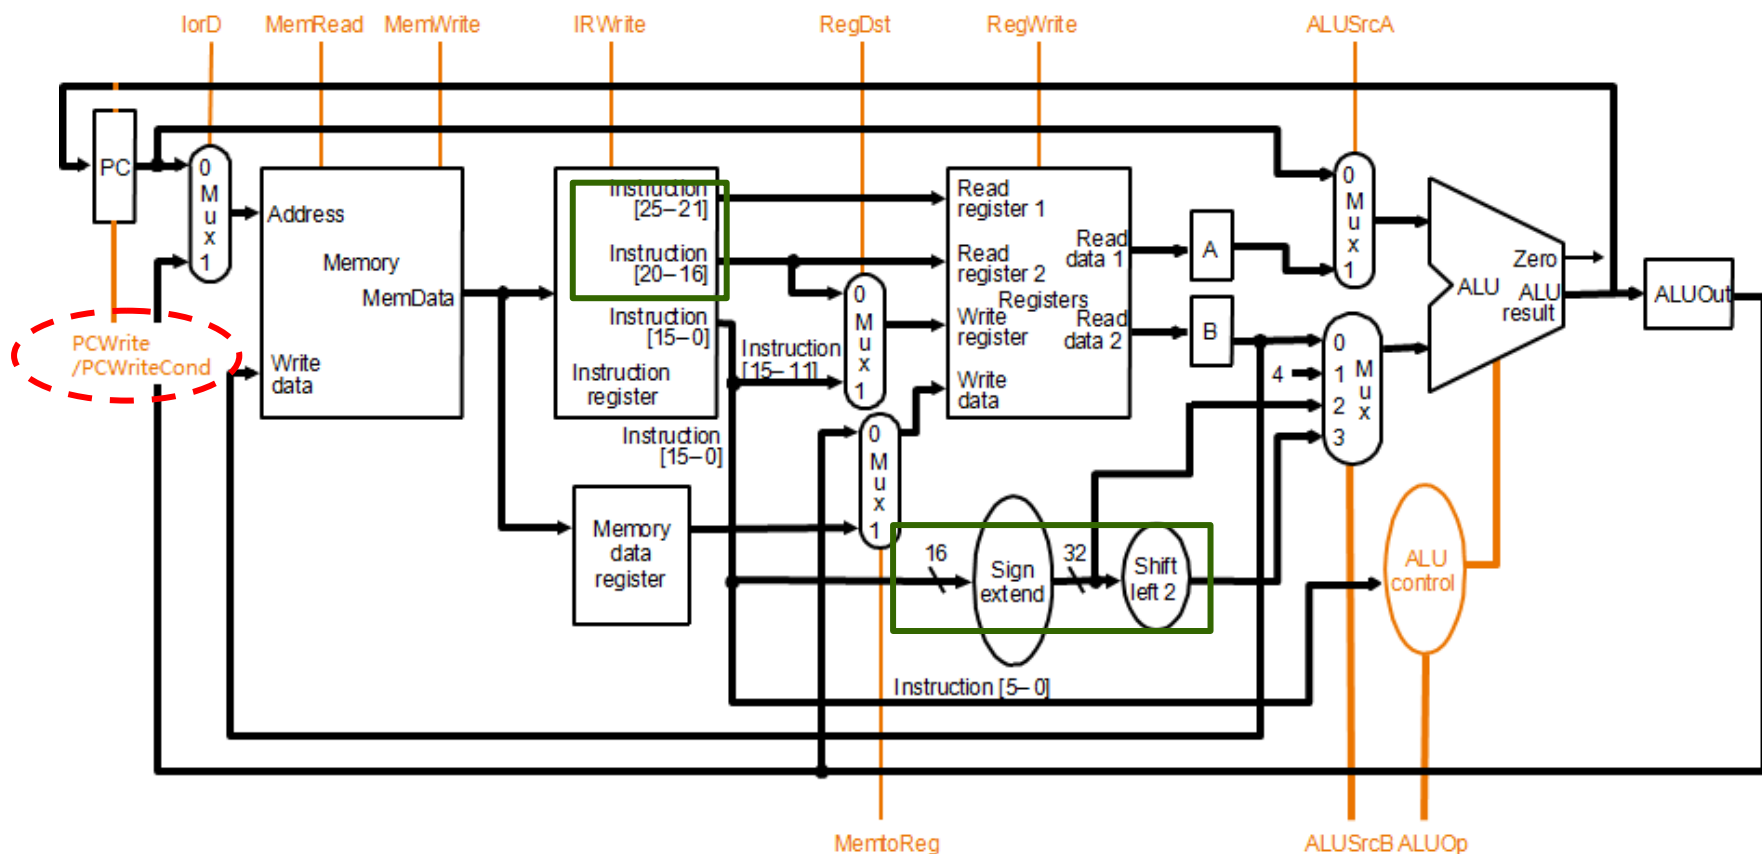 IorD
MemRead
MemWrite
IRWrite
RegDst
RegWrite
ALUSrcA
PC
0
M
u
x
1
Address
Memory
MemData
Write
data
PCWrite
/PCWriteCond
Instruction
[25–21]
Instruction
[20–16]
Instruction
[15–0]
Instruction
register
Instruction
[15–11]
Instruction
[15–0]
0
M
u
x
1
0
M
u
x
1
Memory
data
register
Read
register 1
Read
register 2
Registers
Write
register
Write
data
Read
data 1
Read
data 2
A
B
4
0
M
u
x
1
0
1
2
3
M
u
x
Zero
ALU
ALU
result
ALUOut
16
Sign
extend
32
Shift
left 2
ALU
control
Instruction [5–0]
MemtoReg
ALUSrcB
ALUOp